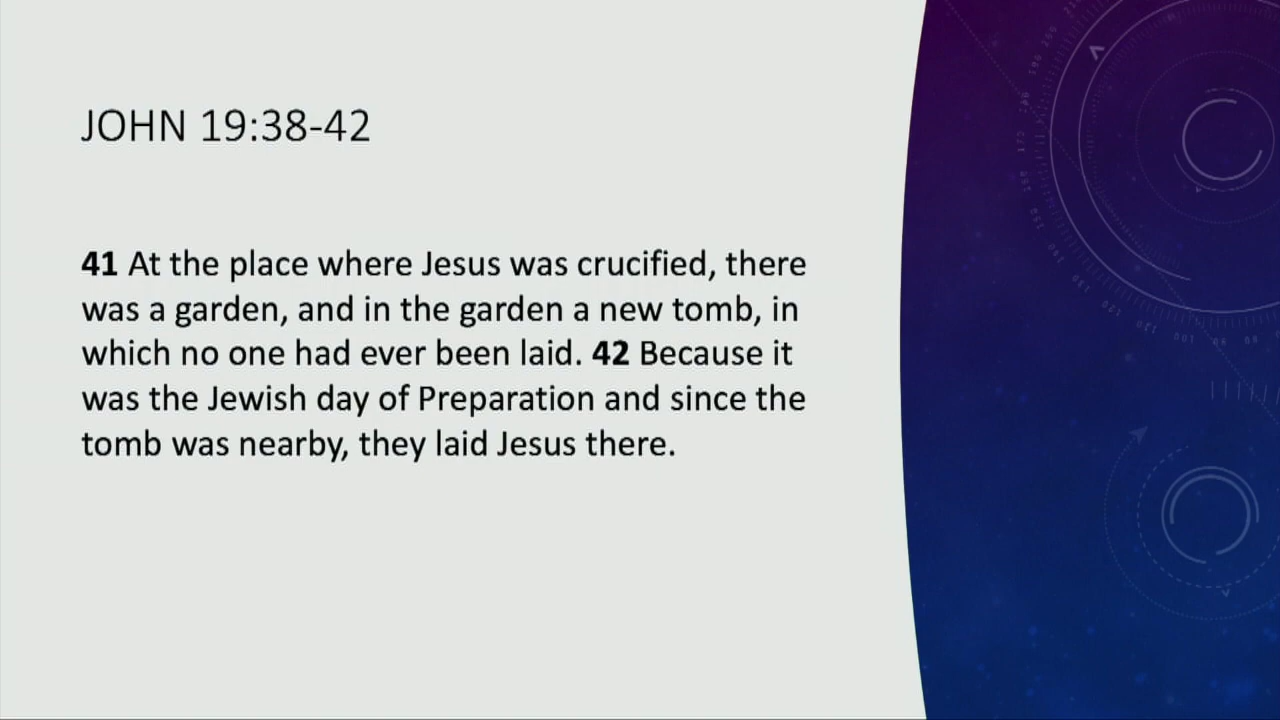 JOHN 19:38-42
41 At the place where Jesus was crucified, there
was a garden, and in the garden a new tomb, in
which no one had ever been laid. 42 Because it
was the Jewish day of Preparation and since the
tomb was nearby, they laid Jesus there.